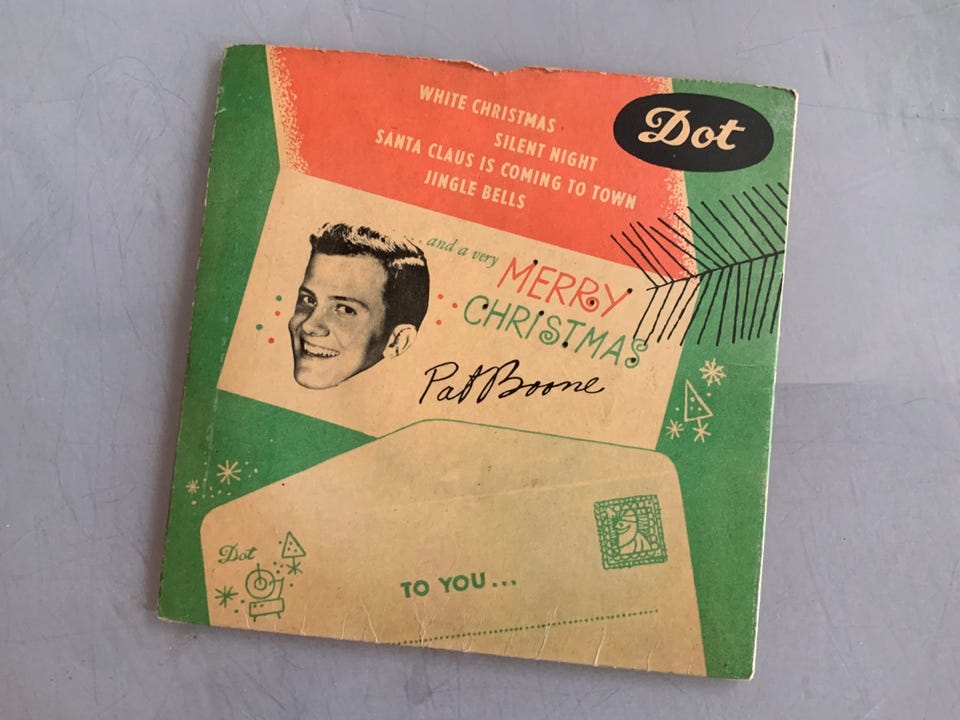 WHITE CHRISTMAS
SILENT NIGHT
SANTA CLAUS IS COMING TO TOWN
JINGLE BELLS
Dot
...and a very
MERRY
CHRISTMAS
Pat Boone
Dot
TO YOU...